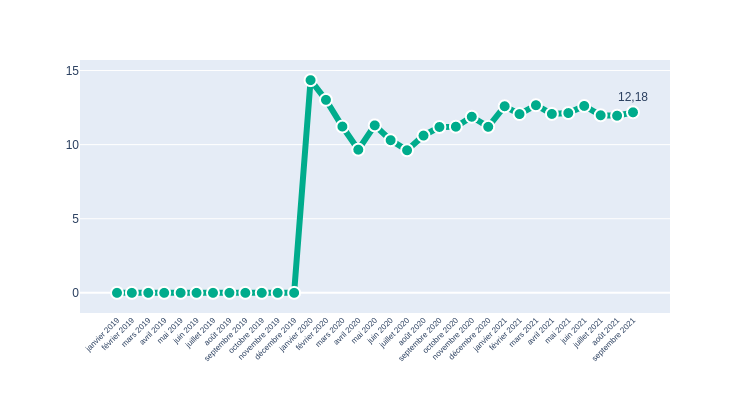 15
10
5
0
12,18
janvier 2019
février 2019
mars 2019
avril 2019
mai 2019
juin 2019
juillet 2019
août 2019
septembre 2019
octobre 2019
novembre 2019
décembre 2019
janvier 2020
février 2020
mars 2020
avril 2020
mai 2020
juin 2020
juillet 2020
août 2020
septembre 2020
octobre 2020
novembre 2020
décembre 2020
janvier 2021
février 2021
mars 2021
avril 2021
mai 2021
juin 2021
juillet 2021
août 2021
septembre 2021